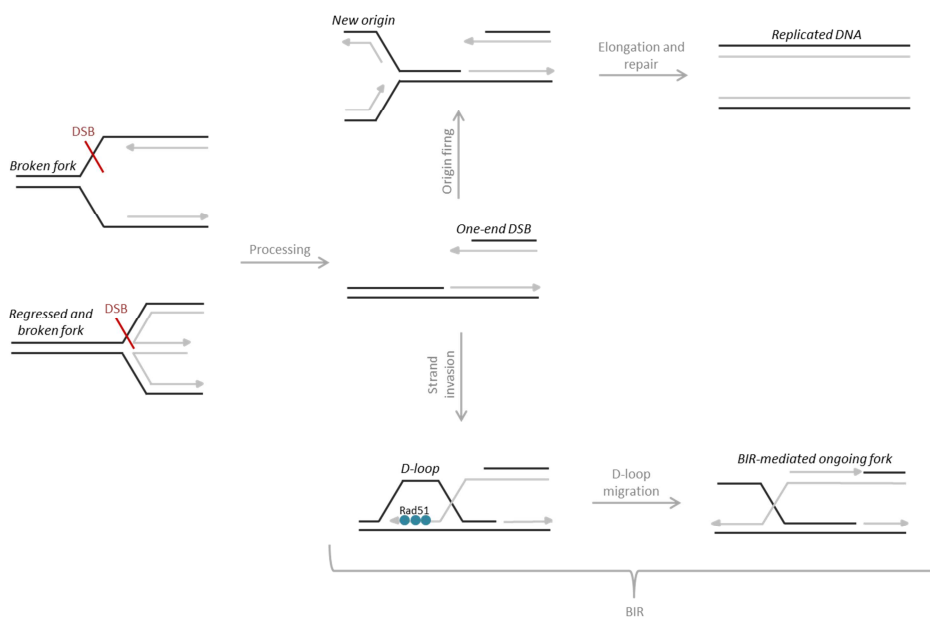 New origin
Elongation and
repair
Replicated DNA
DSB
Broken fork
Origin firng
One-end DSB
Processing
Regressed and
broken fork
DSB
Strand
invasion
D-loop
Rad51
D-loop
migration
BIR-mediated ongoing fork
BIR